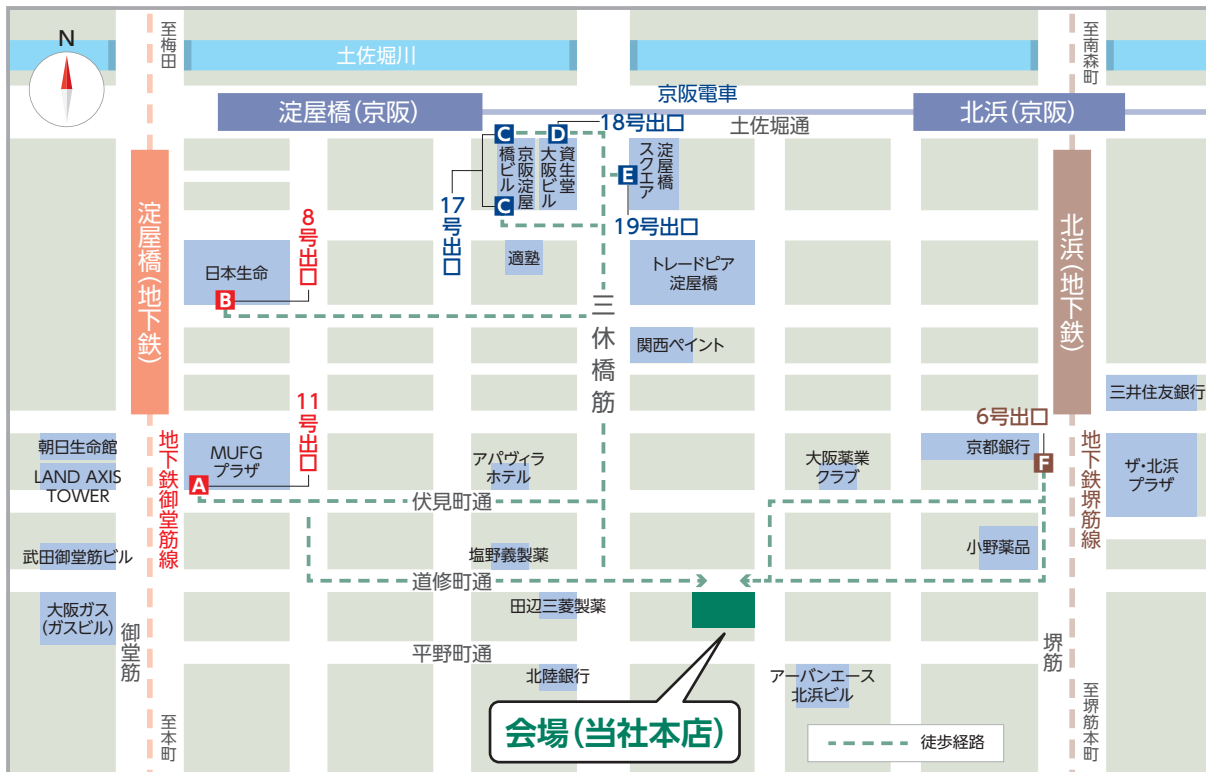 N
至梅田
土佐堀川
至南森町
淀屋橋(京阪)
京阪電車
北浜(京阪)
C
D
18号出口
土佐堀通
京阪淀屋
橋ビル
資生堂
大阪ビル
E
淀屋橋
スクエア
17号出口
C
19号出口
淀屋橋(地下鉄)
8号出口
日本生命
B
適塾
トレードピア
淀屋橋
北浜(地下鉄)
三休橋筋
関西ペイント
三井住友銀行
11号出口
6号出口
朝日生命館
LAND AXIS
TOWER
地下鉄御堂筋線
MUFG
プラザ
A
アパヴィラ
ホテル
大阪薬業
クラブ
京都銀行
F
地下鉄堺筋線
ザ・北浜
プラザ
伏見町通
武田御堂筋ビル
塩野義製薬
小野薬品
道修町通
大阪ガス
(ガスビル)
田辺三菱製薬
御堂筋
平野町通
堺筋
北陸銀行
アーバンエース
北浜ビル
至本町
会場(当社本店)
至堺筋本町
徒歩経路